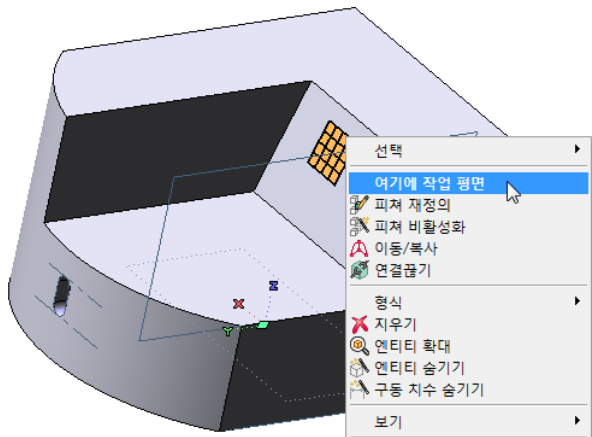 선택
여기에 작업 평면
피쳐 재정의
피쳐 비활성화
이동/복사
연결끊기
형식
지우기
엔티티 확대
엔티티 숨기기
구동 치수 숨기기
보기
X
Y
Z